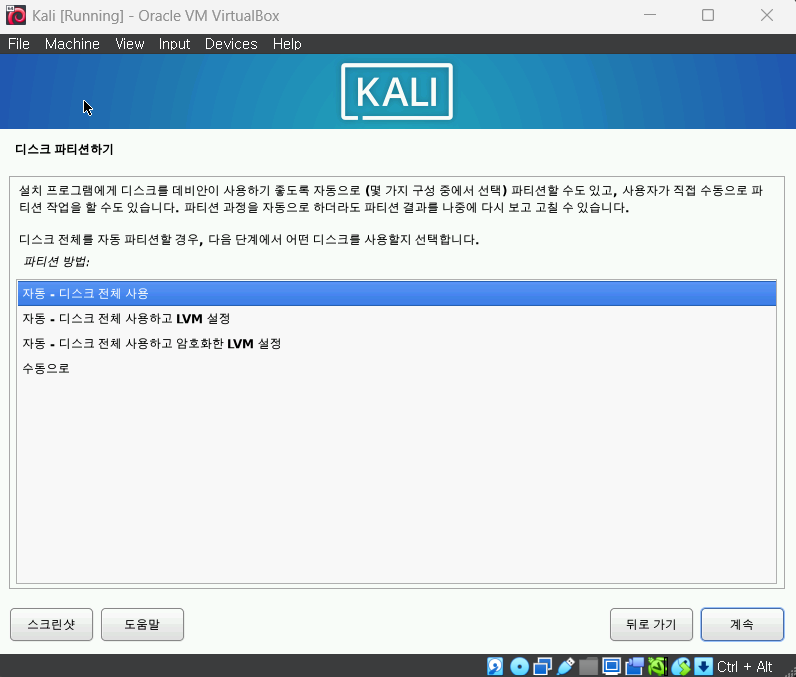 Kali [Running] - Oracle VM VirtualBox
File Machine View Input Devices Help
KALI
디스크 파티션하기
설치 프로그램에게 디스크를 데비안이 사용하기 좋도록 자동으로 (몇 가지 구성 중에서 선택) 파티션할 수도 있고, 사용자가 직접 수동으로 파
티션 작업을 할 수도 있습니다. 파티션 과정을 자동으로 하더라도 파티션 결과를 나중에 다시 보고 고칠 수 있습니다.
디스크 전체를 자동 파티션할 경우, 다음 단계에서 어떤 디스크를 사용할지 선택합니다.
파티션 방법:
자동 - 디스크 전체 사용
자동 - 디스크 전체 사용하고 LVM 설정
자동 - 디스크 전체 사용하고 암호화한 LVM 설정
수동으로
스크린샷 도움말 뒤로 가기 계속
Ctrl + Alt